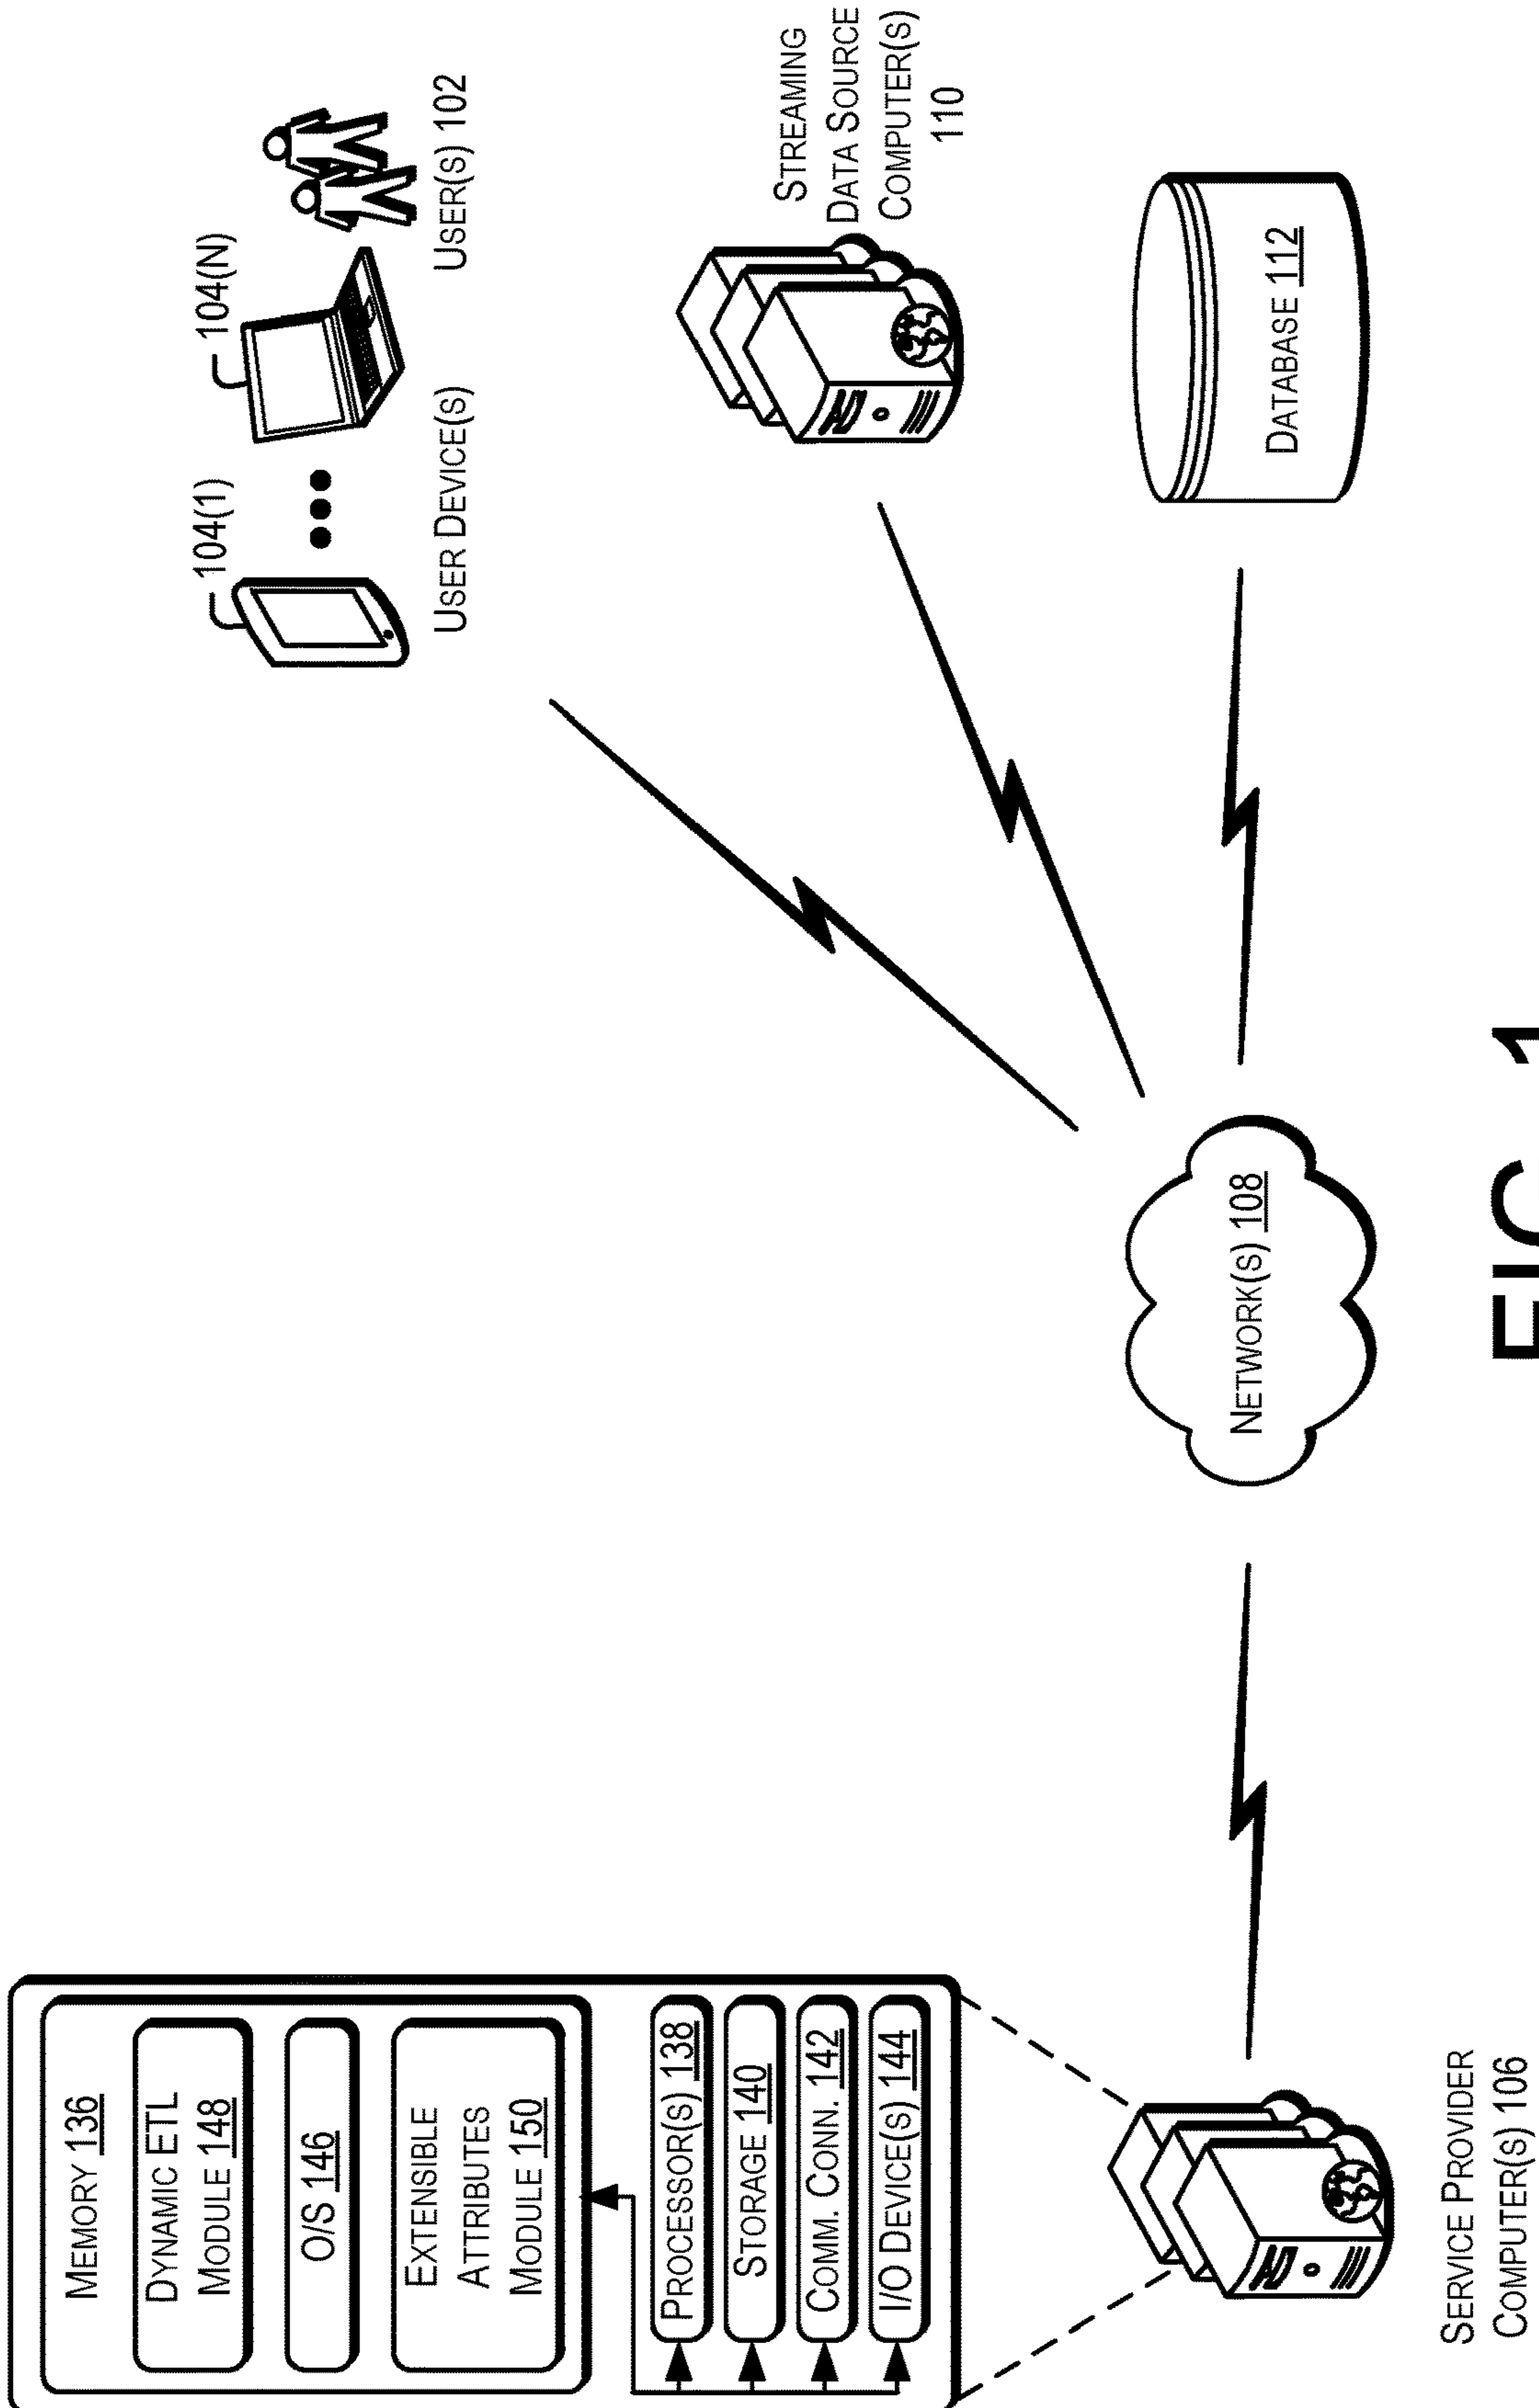 MEMORY 136
DYNAMIC ETL
MODULE 148
O/S 146
EXTENSIBLE
ATTRIBUTES
MODULE 150
PROCESSOR(S) 138
STORAGE 140
COMM. CONN. 142
I/O DEVICE(S) 144
SERVICE PROVIDER
COMPUTER(S) 106
NETWORK(S) 108
104(1)
104(N)
USER DEVICE(S)
USER(S) 102
STREAMING
DATA SOURCE
COMPUTER(S)
110
DATABASE 112